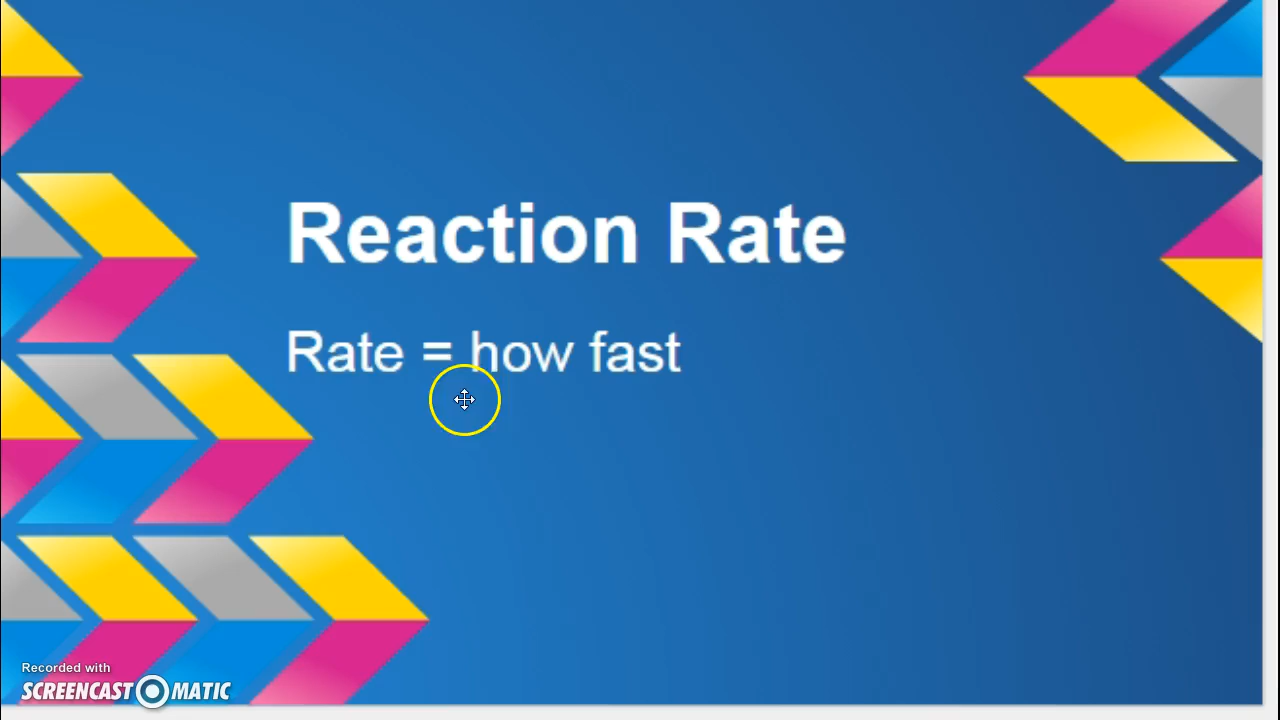 Reaction Rate
Rate = how fast
Recorded with
SCREENCAST MATIC